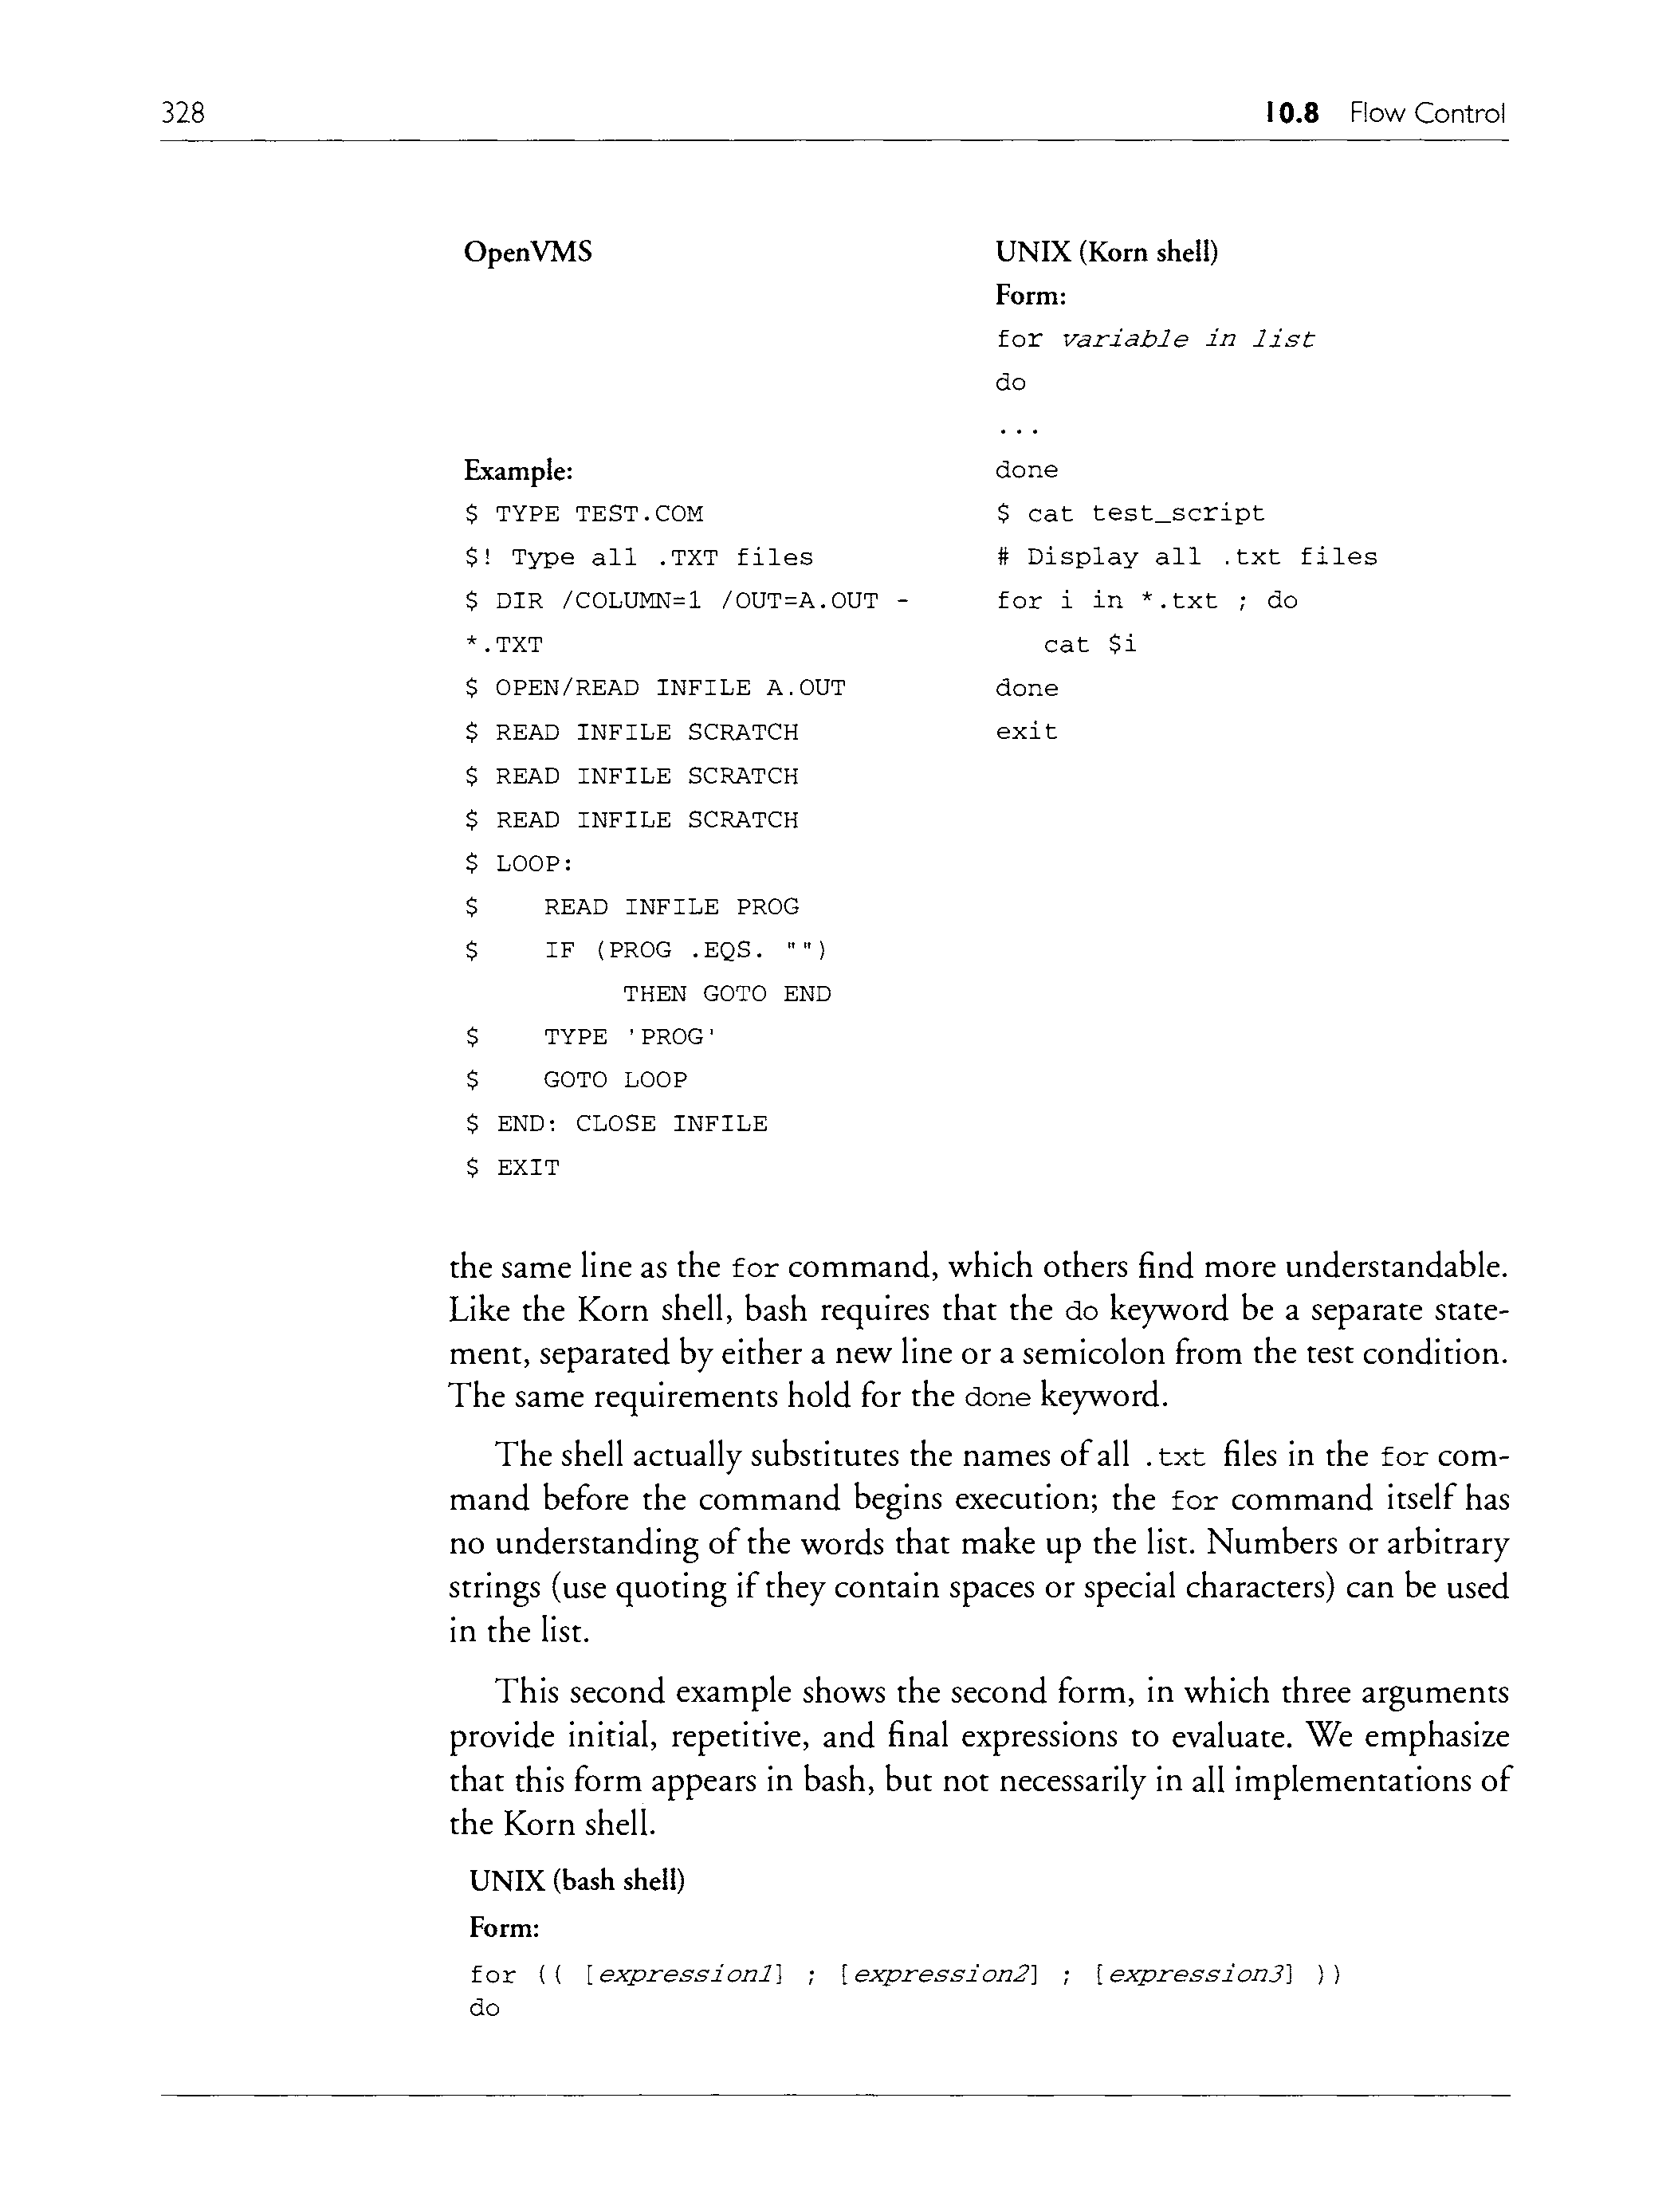 328
10.8 Flow Control
OpenVMS
UNIX (Korn shell)
Form:
for variable in list
do
...
Example:
done
$ TYPE TEST.COM
$ cat test_script
$! Type all .TXT files
# Display all .txt files
$ DIR /COLUMN=1 /OUT=A.OUT -
for i in *.txt ; do
*.TXT
cat $i
$ OPEN/READ INFILE A.OUT
done
$ READ INFILE SCRATCH
exit
$ READ INFILE SCRATCH
$ READ INFILE SCRATCH
$ LOOP:
$ READ INFILE PROG
$ IF (PROG .EQS. "")
THEN GOTO END
$ TYPE 'PROG'
$ GOTO LOOP
$ END: CLOSE INFILE
$ EXIT
the same line as the for command, which others find more understandable.
Like the Korn shell, bash requires that the do keyword be a separate state-
ment, separated by either a new line or a semicolon from the test condition.
The same requirements hold for the done keyword.
The shell actually substitutes the names of all .txt files in the for com-
mand before the command begins execution; the for command itself has
no understanding of the words that make up the list. Numbers or arbitrary
strings (use quoting if they contain spaces or special characters) can be used
in the list.
This second example shows the second form, in which three arguments
provide initial, repetitive, and final expressions to evaluate. We emphasize
that this form appears in bash, but not necessarily in all implementations of
the Korn shell.
UNIX (bash shell)
Form:
for (( [expression1] ; [expression2] ; [expression3] ))
do